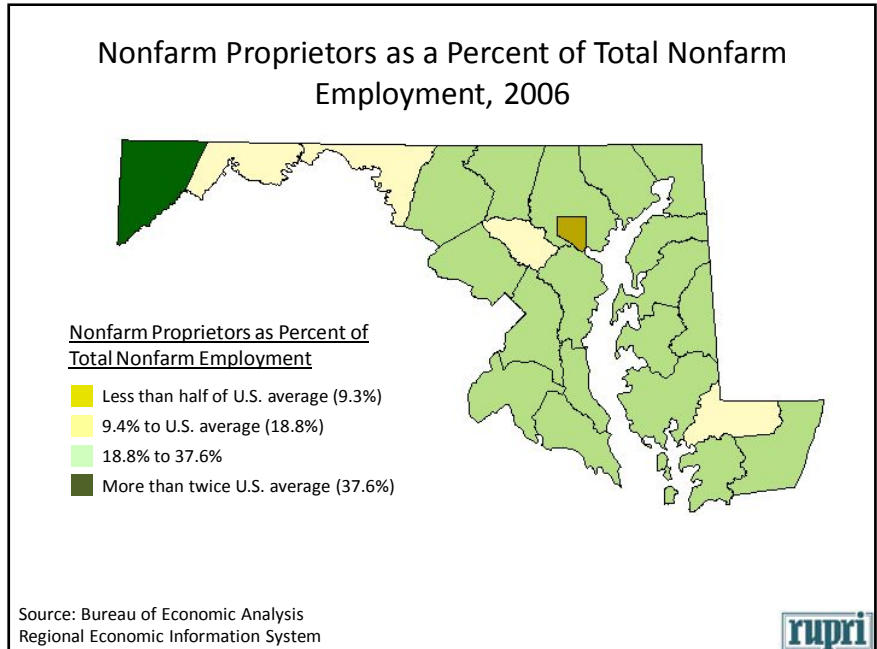 Nonfarm Proprietors as a Percent of Total Nonfarm
Employment, 2006
Nonfarm Proprietors as Percent of
Total Nonfarm Employment
Less than half of U.S. average (9.3%)
9.4% to U.S. average (18.8%)
18.8% to 37.6%
More than twice U.S. average (37.6%)
Source: Bureau of Economic Analysis
Regional Economic Information System
rupri